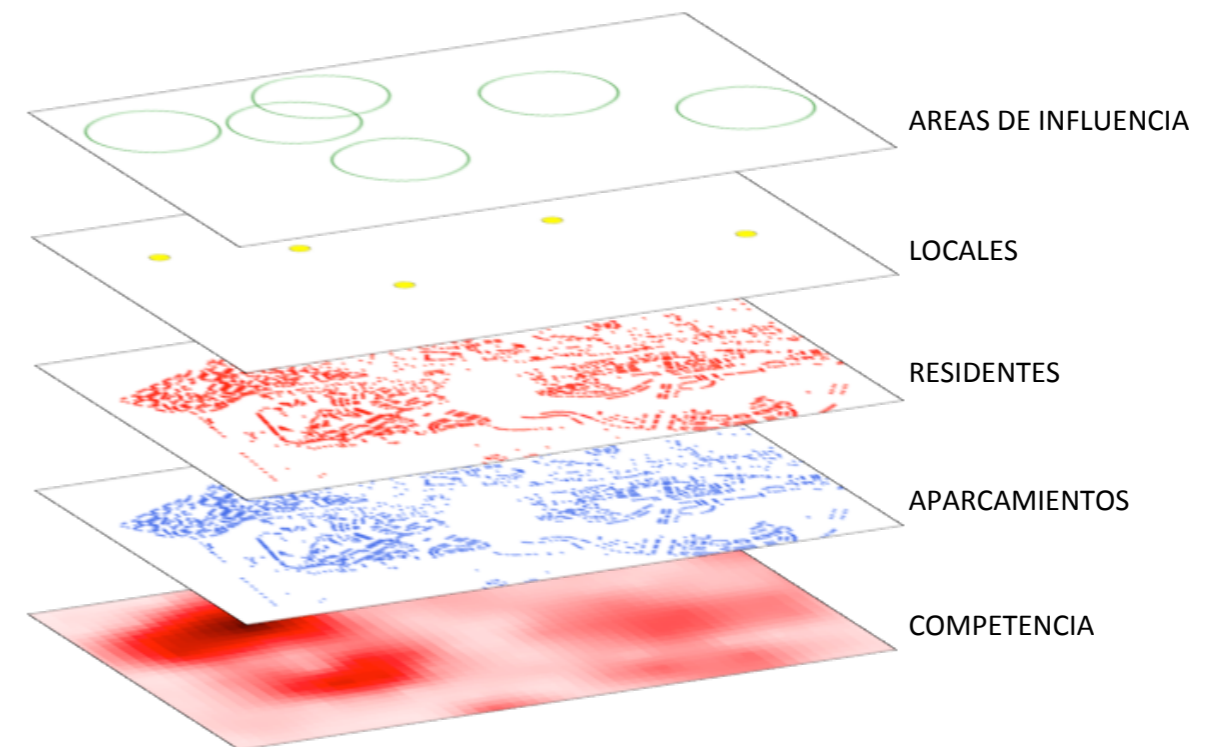 AREAS DE INFLUENCIA
LOCALES
RESIDENTES
APARCAMIENTOS
COMPETENCIA